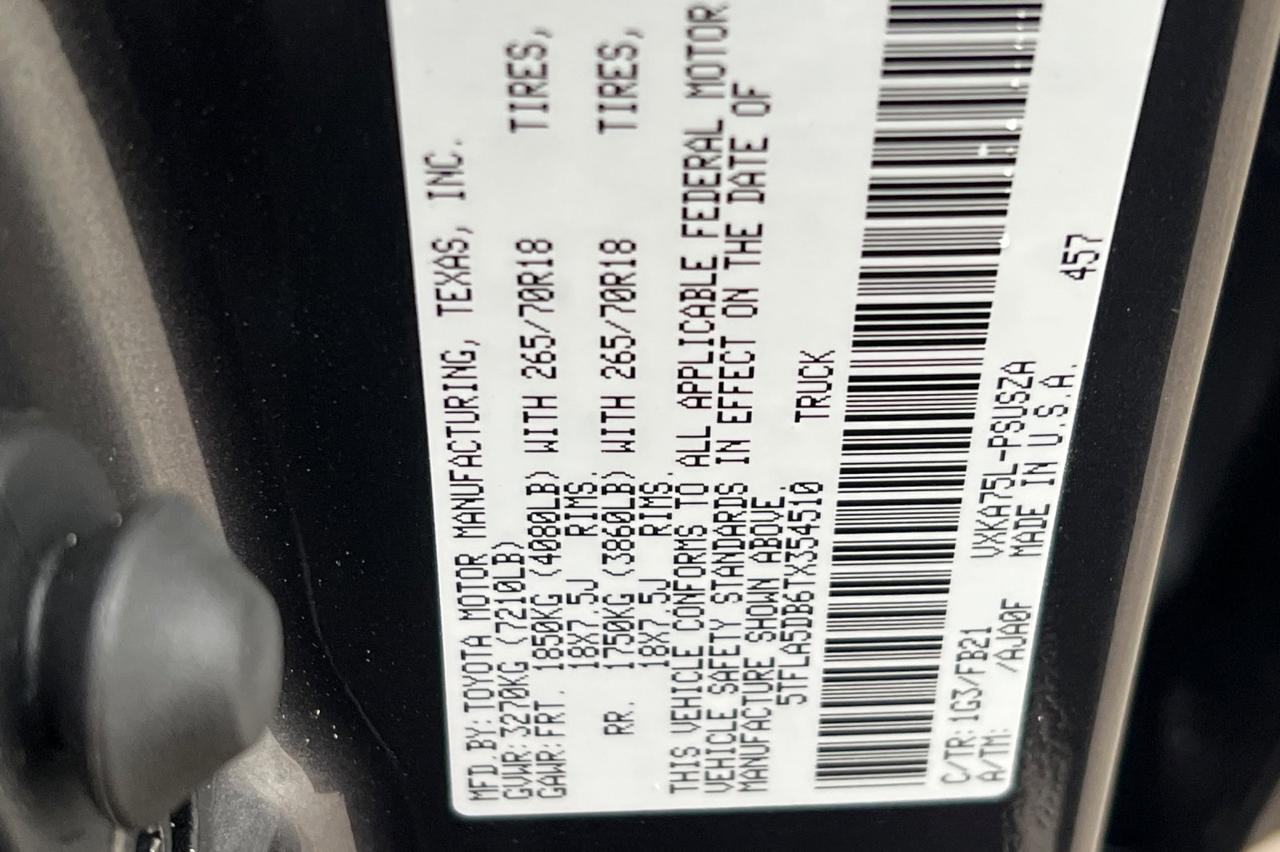 MFD.BY:TOYOTA MOTOR MANUFACTURING, TEXAS, INC.
GVWR:3270KG (7210LB)
GAWR:FRT. 1850KG (4080LB) WITH 265/70R18 TIRES,
18X7.5J RIMS.
RR. 1750KG (3860LB) WITH 265/70R18 TIRES,
18X7.5J RIMS.
THIS VEHICLE CONFORMS TO ALL APPLICABLE FEDERAL MOTOR
VEHICLE SAFETY STANDARDS IN EFFECT ON THE DATE OF
MANUFACTURE SHOWN ABOVE.
5TFLA5DB6TX354510 TRUCK
C/TR:1G3/FB21 VXKA75L-PSUSZA 457
A/TM: /AJA0F MADE IN U.S.A.